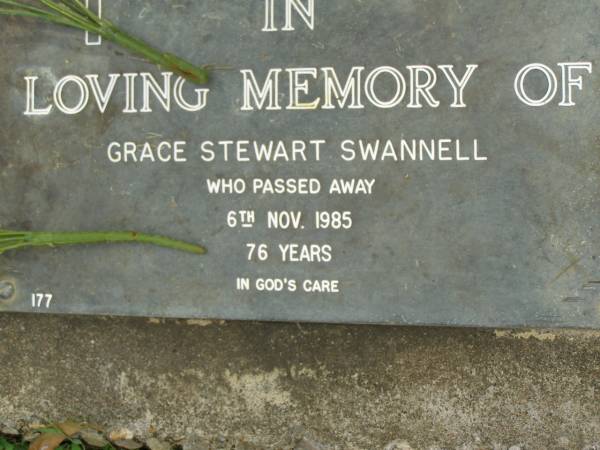 IN
LOVING MEMORY OF
GRACE STEWART SWANNELL
WHO PASSED AWAY
6TH NOV. 1985
76 YEARS
IN GOD'S CARE
177